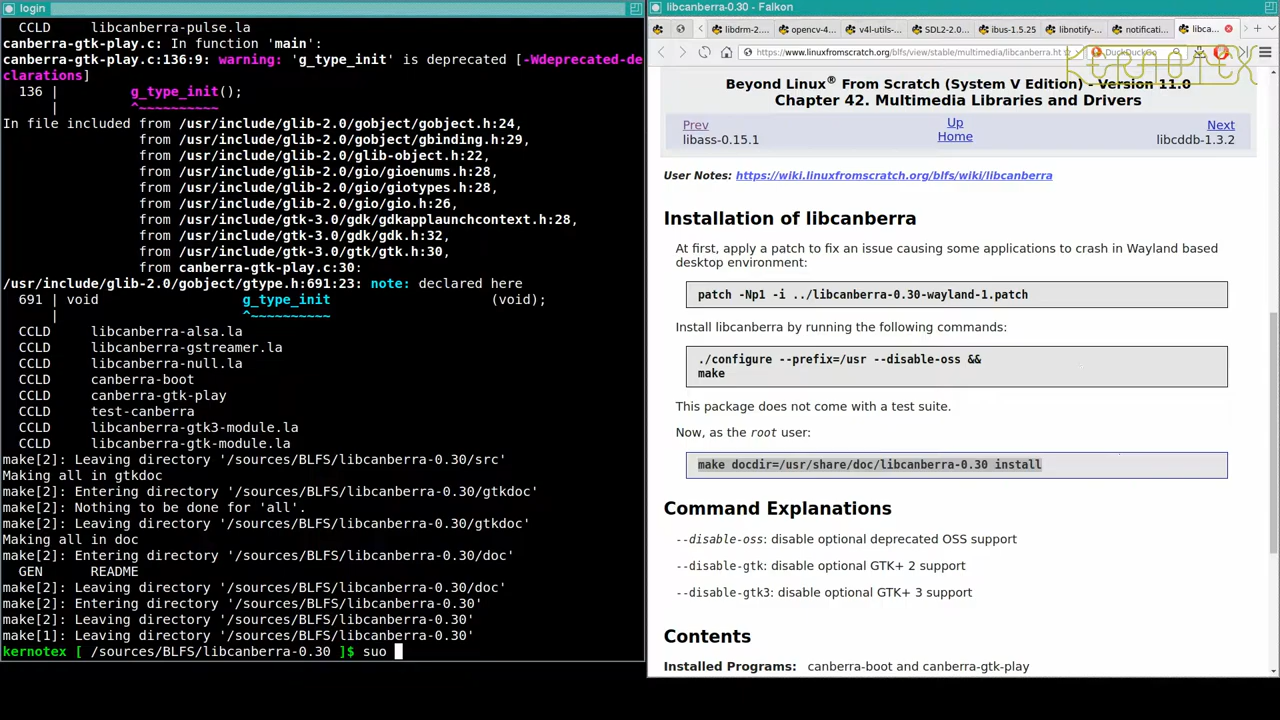 login
CCLD     libcanberra-pulse.la
canberra-gtk-play.c: In function 'main':
canberra-gtk-play.c:136:9: warning: 'g_type_init' is deprecated [-Wdeprecated-de
clarations]
136 |         g_type_init();
|         ^~~~~~~~~~~
In file included from /usr/include/glib-2.0/gobject/gobject.h:24,
from /usr/include/glib-2.0/gobject/gbinding.h:29,
from /usr/include/glib-2.0/glib-object.h:22,
from /usr/include/glib-2.0/gio/gioenums.h:28,
from /usr/include/glib-2.0/gio/giotypes.h:28,
from /usr/include/glib-2.0/gio/gio.h:26,
from /usr/include/gtk-3.0/gdk/gdkapplaunchcontext.h:28,
from /usr/include/gtk-3.0/gdk/gdk.h:32,
from /usr/include/gtk-3.0/gtk/gtk.h:30,
from canberra-gtk-play.c:30:
/usr/include/glib-2.0/gobject/gtype.h:691:23: note: declared here
691 | void                  g_type_init                    (void);
|                       ^~~~~~~~~~~
CCLD     libcanberra-alsa.la
CCLD     libcanberra-gstreamer.la
CCLD     libcanberra-null.la
CCLD     canberra-boot
CCLD     canberra-gtk-play
CCLD     test-canberra
CCLD     libcanberra-gtk3-module.la
CCLD     libcanberra-gtk-module.la
make[2]: Leaving directory '/sources/BLFS/libcanberra-0.30/src'
Making all in gtkdoc
make[2]: Entering directory '/sources/BLFS/libcanberra-0.30/gtkdoc'
make[2]: Nothing to be done for 'all'.
make[2]: Leaving directory '/sources/BLFS/libcanberra-0.30/gtkdoc'
Making all in doc
make[2]: Entering directory '/sources/BLFS/libcanberra-0.30/doc'
GEN      README
make[2]: Leaving directory '/sources/BLFS/libcanberra-0.30/doc'
make[2]: Entering directory '/sources/BLFS/libcanberra-0.30'
make[2]: Leaving directory '/sources/BLFS/libcanberra-0.30'
make[1]: Leaving directory '/sources/BLFS/libcanberra-0.30'
kernotex [ /sources/BLFS/libcanberra-0.30 ]$ suo
libcanberra-0.30 - Falkon
libdrm-2.... opencv-4... v4l-utils-... SDL2-2.0... ibus-1.5.25 libnotify-... notificati... libca...
https://www.linuxfromscratch.org/blfs/view/stable/multimedia/libcanberra.ht DuckDuckGo
KERNOTEX
Beyond Linux® From Scratch (System V Edition) - Version 11.0
Chapter 42. Multimedia Libraries and Drivers
Prev Up Next
libass-0.15.1 Home libcddb-1.3.2
User Notes: https://wiki.linuxfromscratch.org/blfs/wiki/libcanberra
Installation of libcanberra
At first, apply a patch to fix an issue causing some applications to crash in Wayland based
desktop environment:
patch -Np1 -i ../libcanberra-0.30-wayland-1.patch
Install libcanberra by running the following commands:
./configure --prefix=/usr --disable-oss &&
make
This package does not come with a test suite.
Now, as the root user:
make docdir=/usr/share/doc/libcanberra-0.30 install
Command Explanations
--disable-oss: disable optional deprecated OSS support
--disable-gtk: disable optional GTK+ 2 support
--disable-gtk3: disable optional GTK+ 3 support
Contents
Installed Programs: canberra-boot and canberra-gtk-play